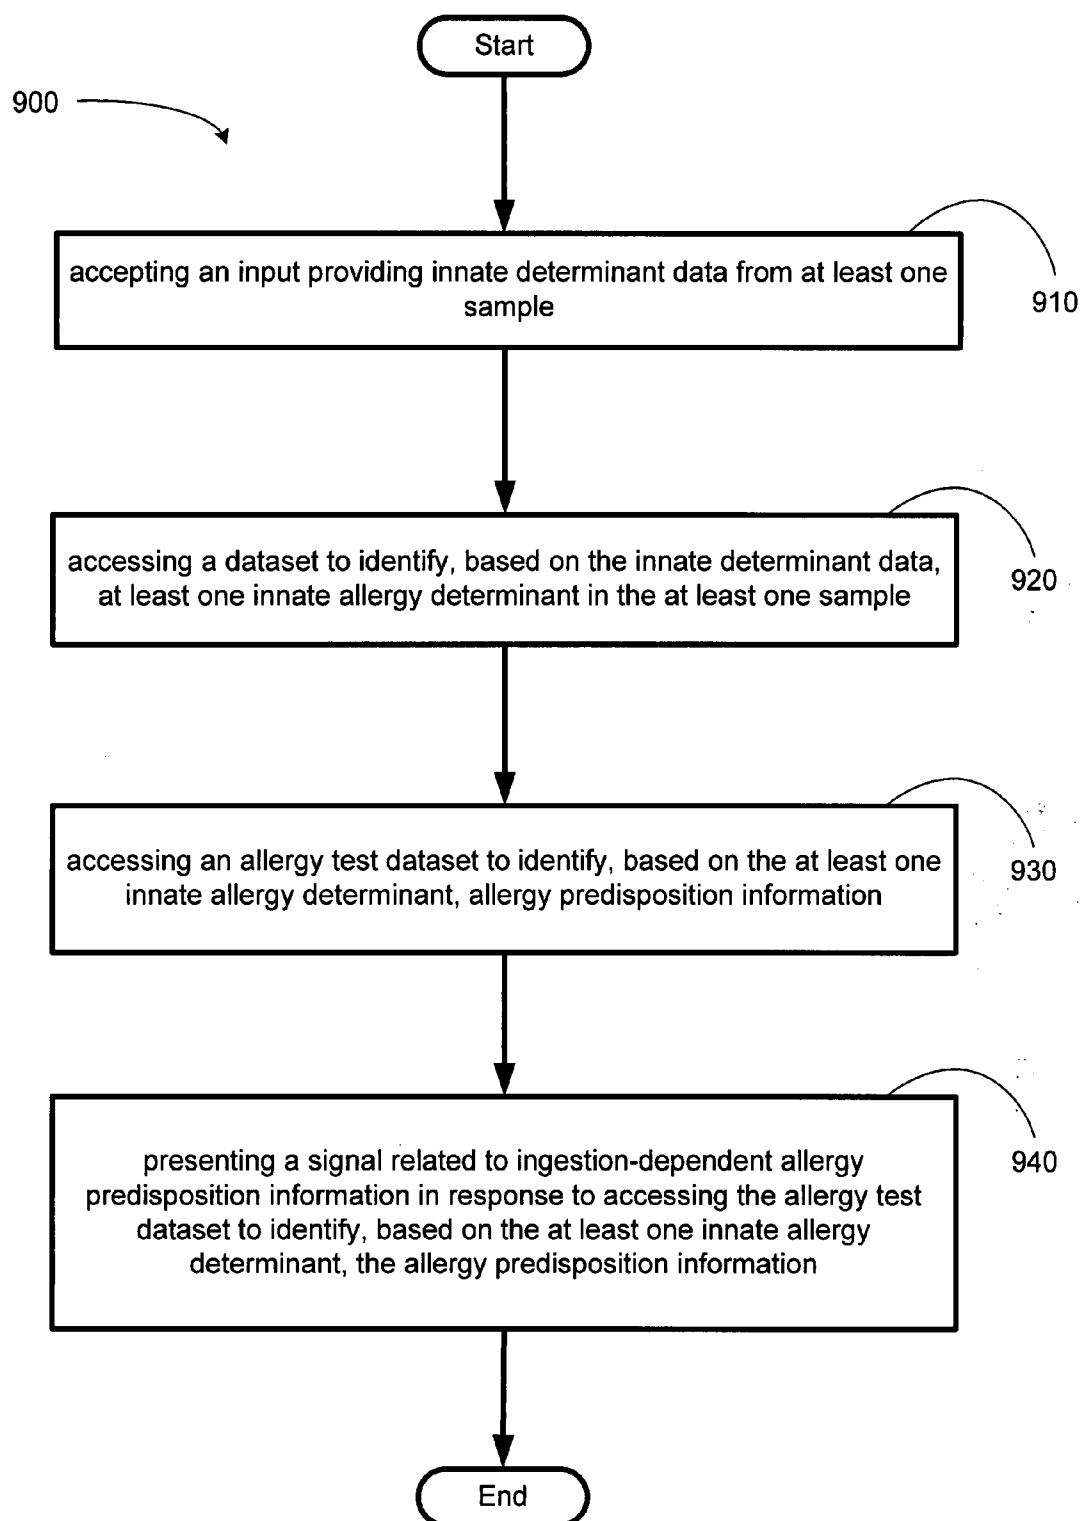 Start
900
accepting an input providing innate determinant data from at least one
sample
910
accessing a dataset to identify, based on the innate determinant data,
at least one innate allergy determinant in the at least one sample
920
accessing an allergy test dataset to identify, based on the at least one
innate allergy determinant, allergy predisposition information
930
presenting a signal related to ingestion-dependent allergy
predisposition information in response to accessing the allergy test
dataset to identify, based on the at least one innate allergy
determinant, the allergy predisposition information
940
End